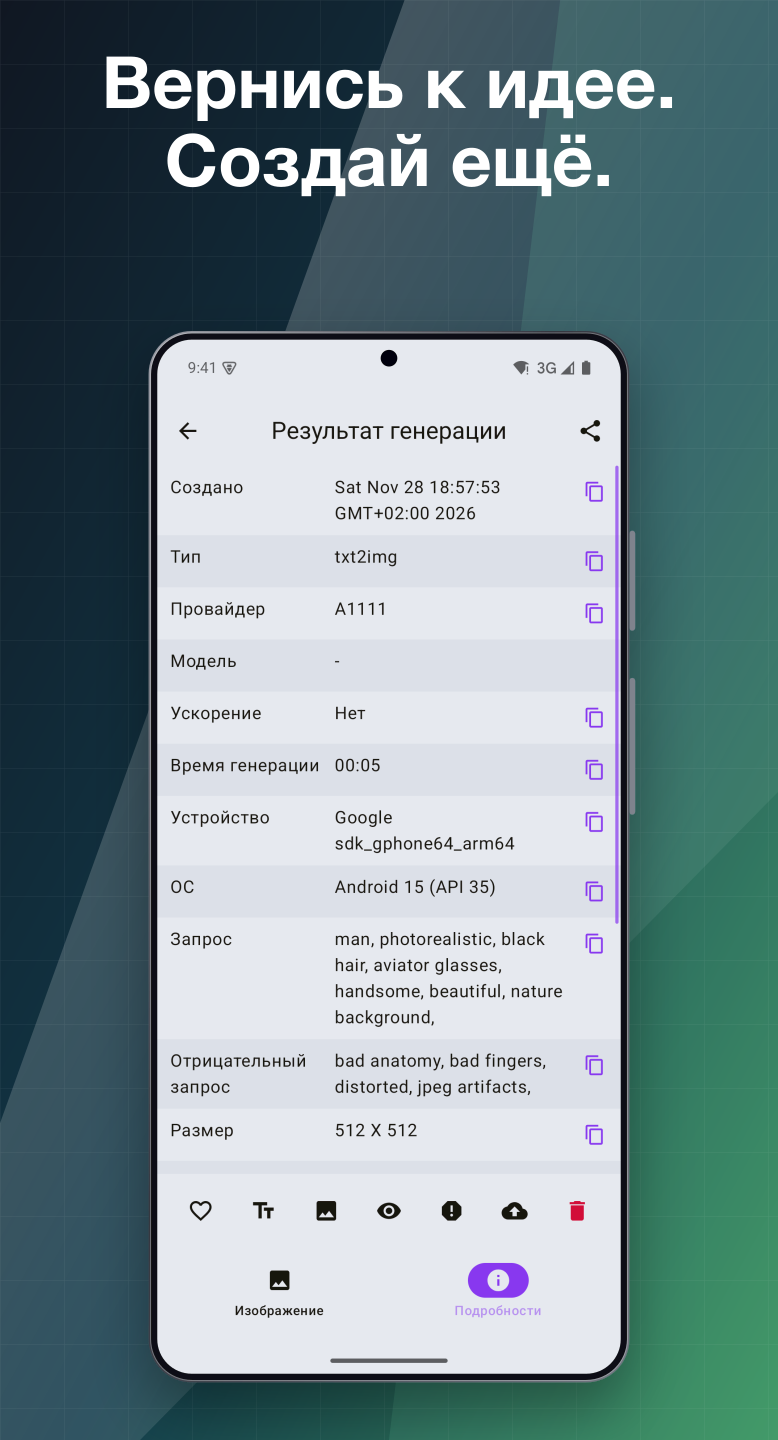 Вернись к идее.
Создай ещё.
9:41
3G
Результат генерации
Создано
Sat Nov 28 18:57:53
GMT+02:00 2026
Тип
txt2img
Провайдер
A1111
Модель
-
Ускорение
Нет
Время генерации
00:05
Устройство
Google
sdk_gphone64_arm64
ОС
Android 15 (API 35)
Запрос
man, photorealistic, black
hair, aviator glasses,
handsome, beautiful, nature
background,
Отрицательный
запрос
bad anatomy, bad fingers,
distorted, jpeg artifacts,
Размер
512 X 512
Изображение
Подробности